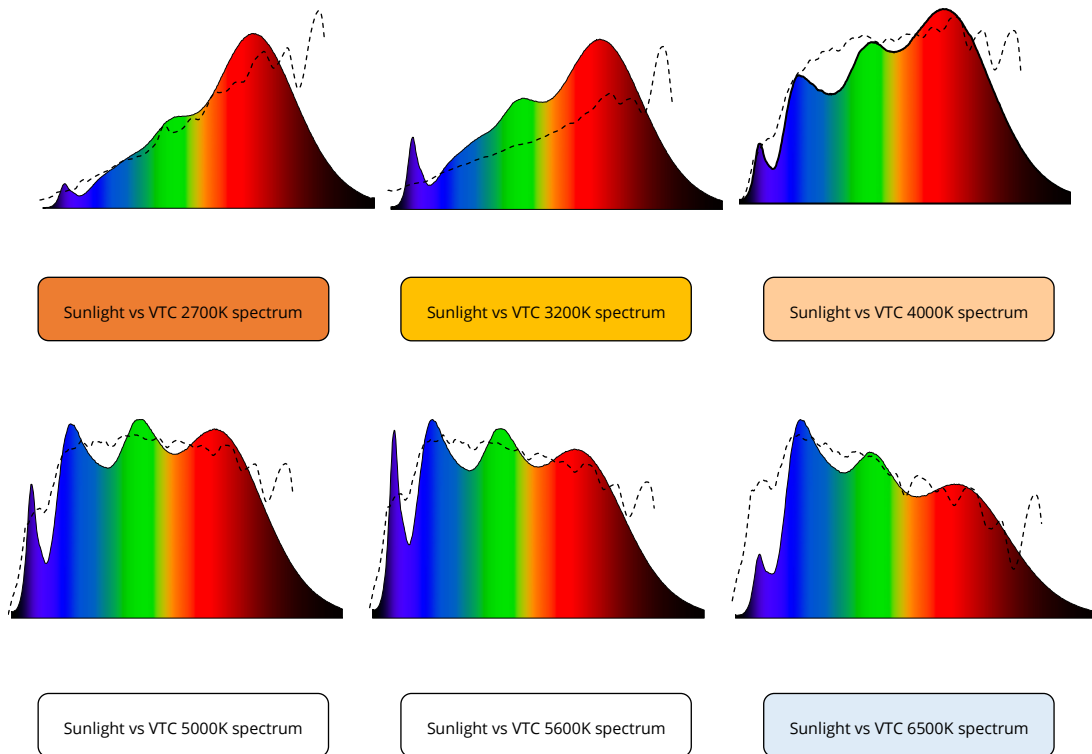 Sunlight vs VTC 2700K spectrum
Sunlight vs VTC 3200K spectrum
Sunlight vs VTC 4000K spectrum
Sunlight vs VTC 5000K spectrum
Sunlight vs VTC 5600K spectrum
Sunlight vs VTC 6500K spectrum